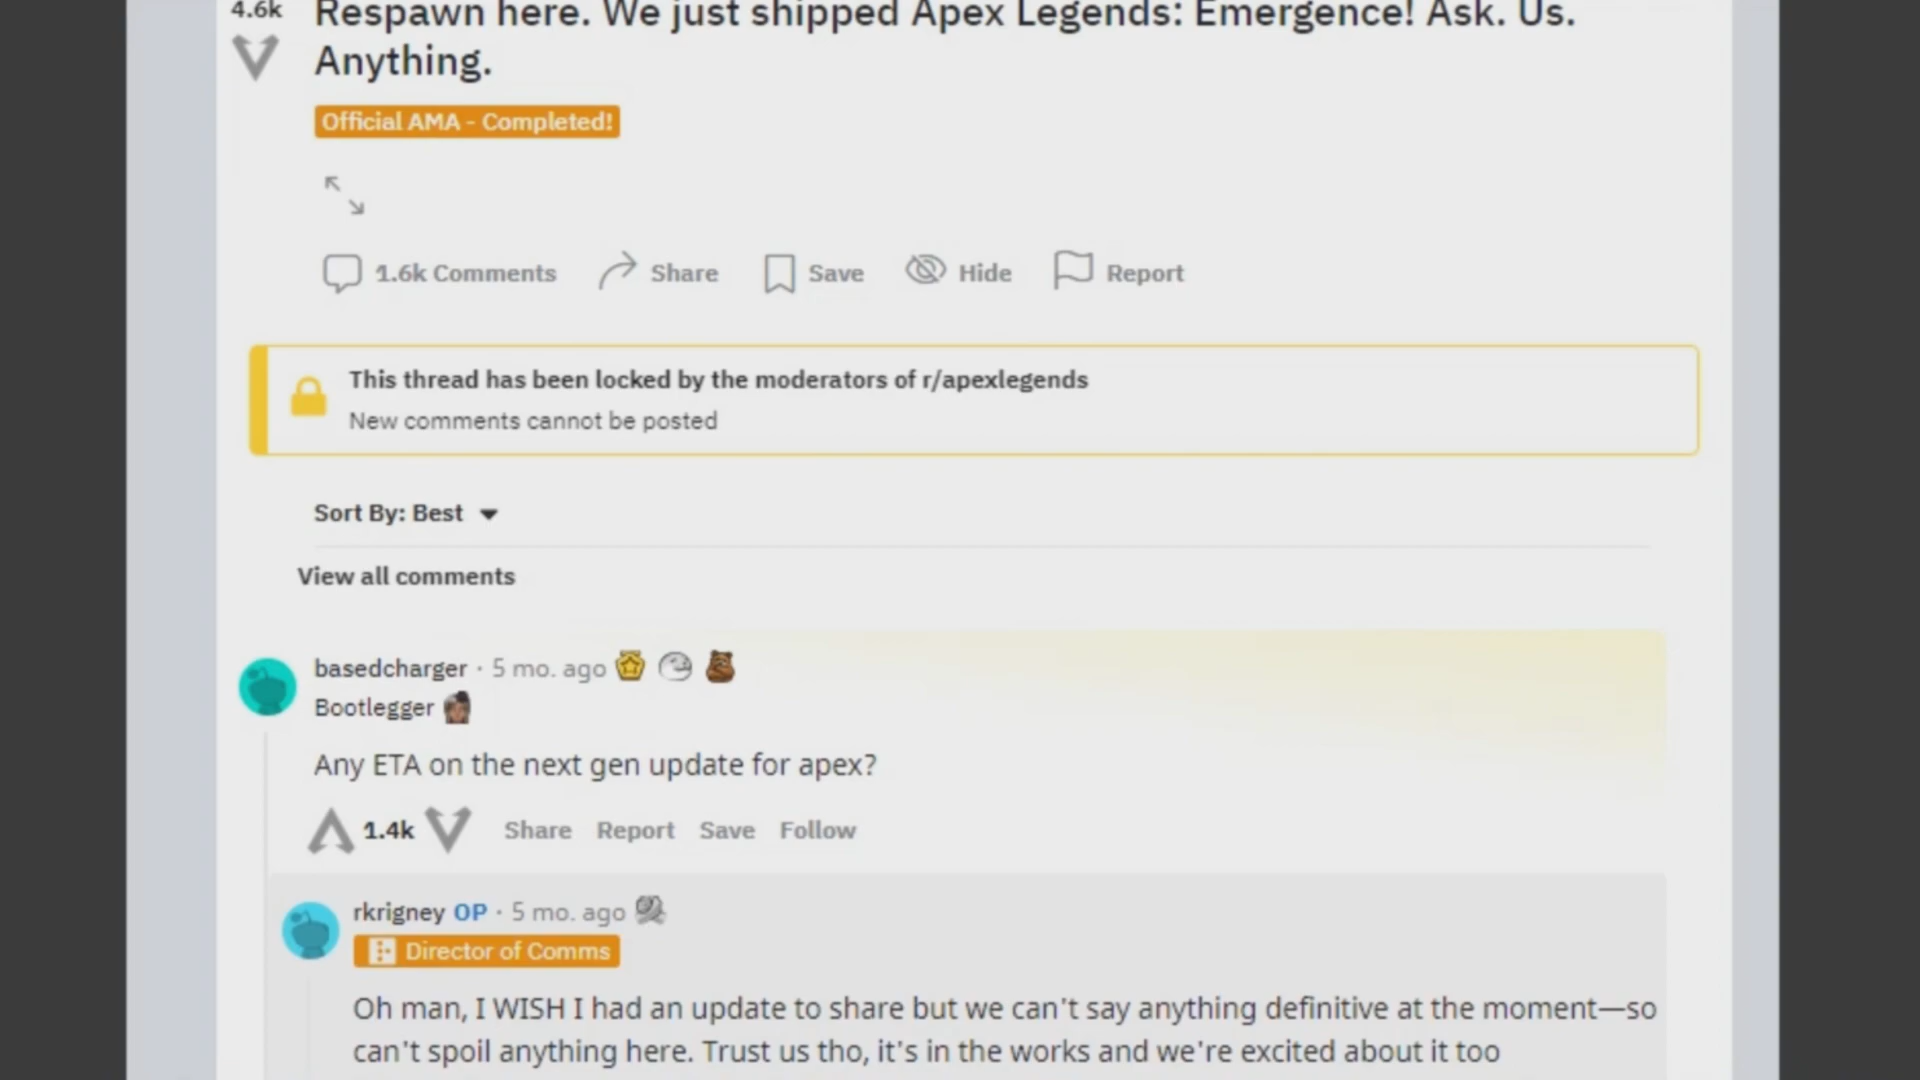 4.6k
Respawn here. We just shipped Apex Legends: Emergence! Ask. Us.
Anything.
Official AMA - Completed!
1.6k Comments Share Save Hide Report
This thread has been locked by the moderators of r/apexlegends
New comments cannot be posted
Sort By: Best
View all comments
basedcharger · 5 mo. ago
Bootlegger
Any ETA on the next gen update for apex?
1.4k Share Report Save Follow
rkrigney OP · 5 mo. ago
Director of Comms
Oh man, I WISH I had an update to share but we can't say anything definitive at the moment—so
can't spoil anything here. Trust us tho, it's in the works and we're excited about it too